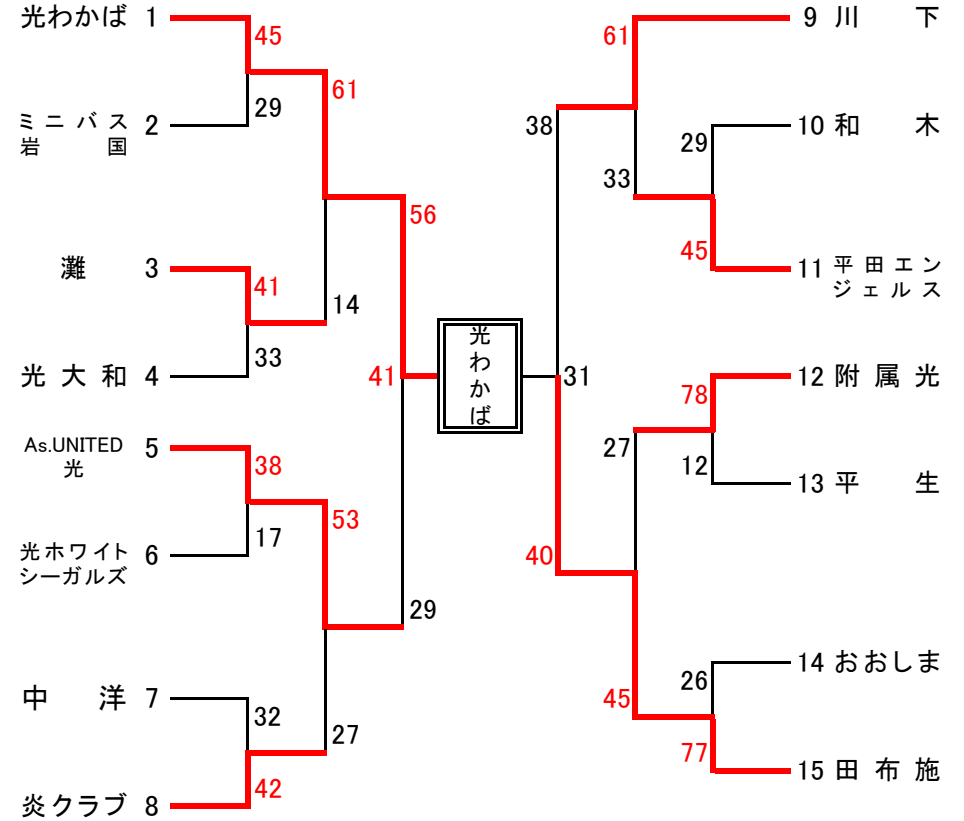 光わかば 1
45
61
29
ミニバス
岩国 2
56
灘 3
41
14
33
光大和 4
41
As.UNITED
光 5
38
53
17
光ホワイト
シーガルズ 6
29
中洋 7
32
27
42
炎クラブ 8
光わかば
9 川下
61
38
10 和木
29
33
45
11 平田エン
ジェルス
31
12 附属光
78
27
12
13 平生
40
14 おおしま
26
45
77
15 田布施